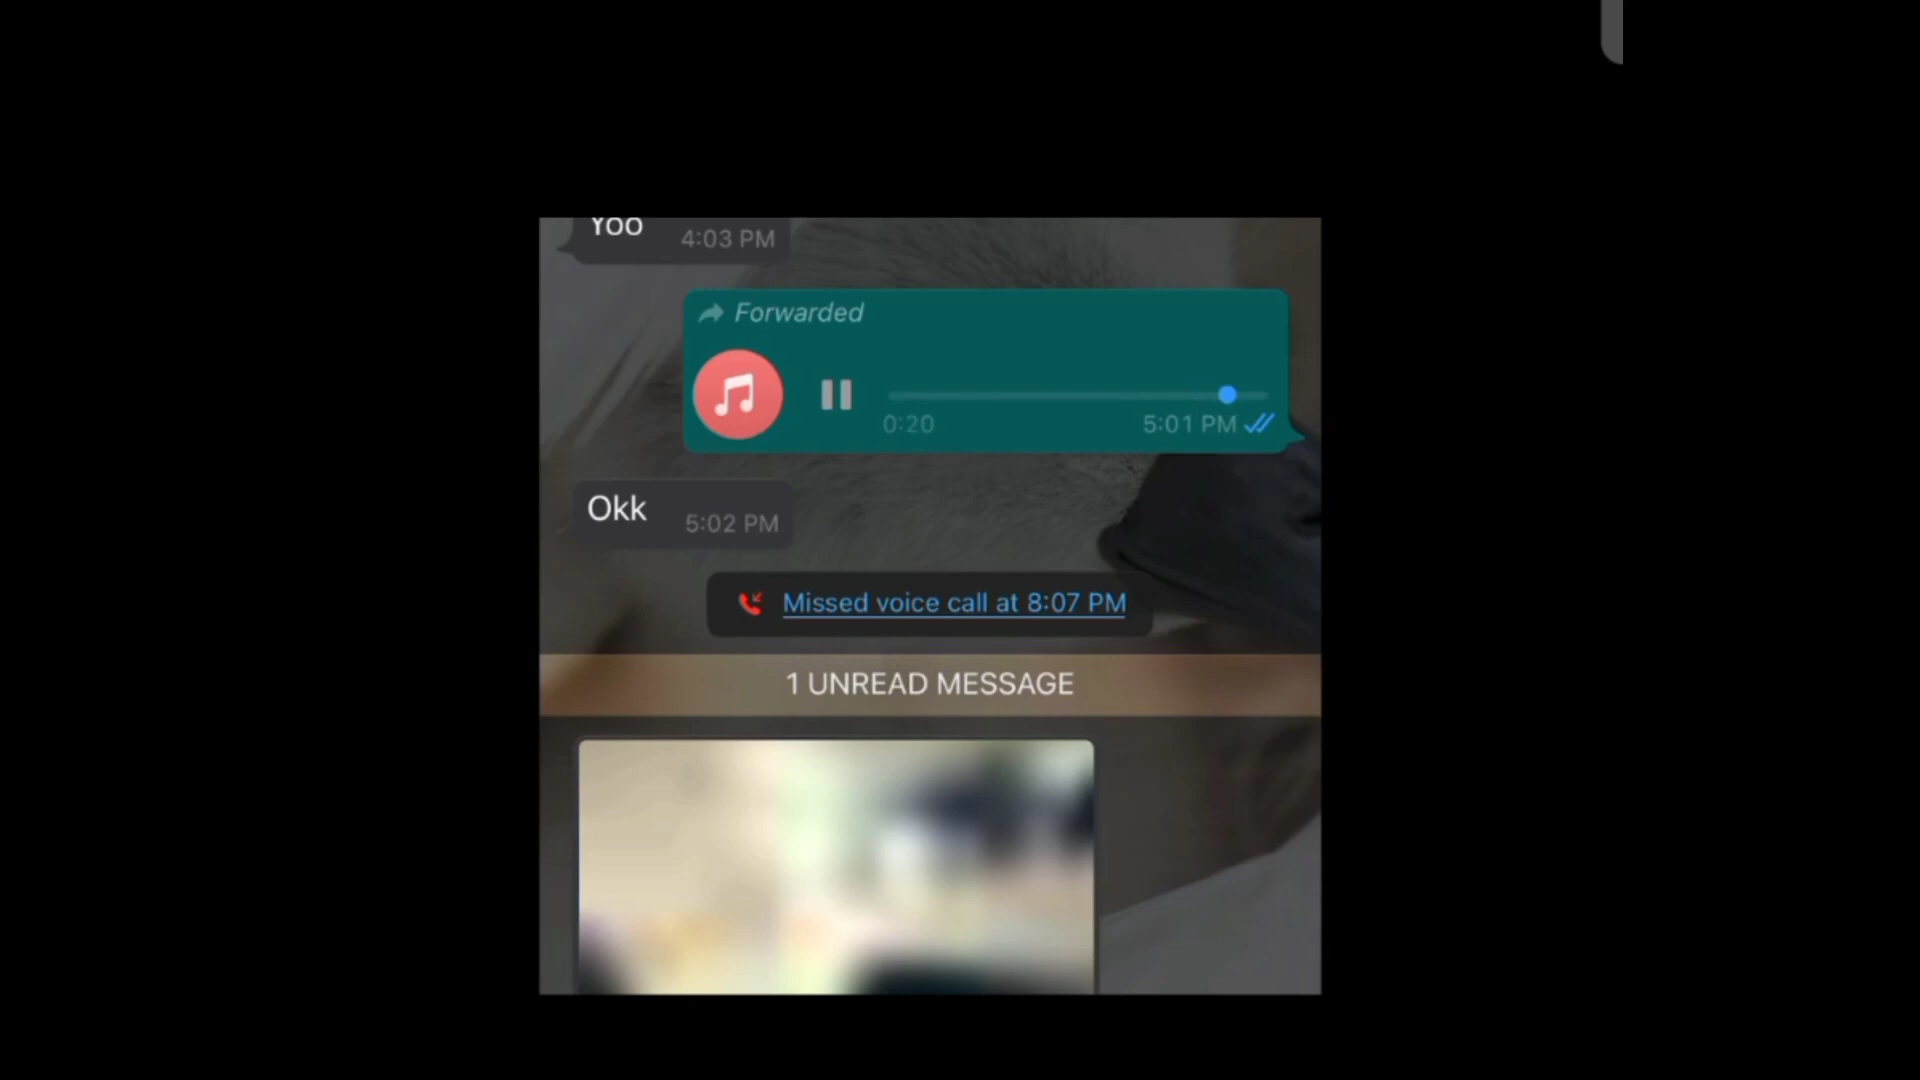 Yoo
4:03 PM
Forwarded
0:20
5:01 PM
Okk
5:02 PM
Missed voice call at 8:07 PM
1 UNREAD MESSAGE